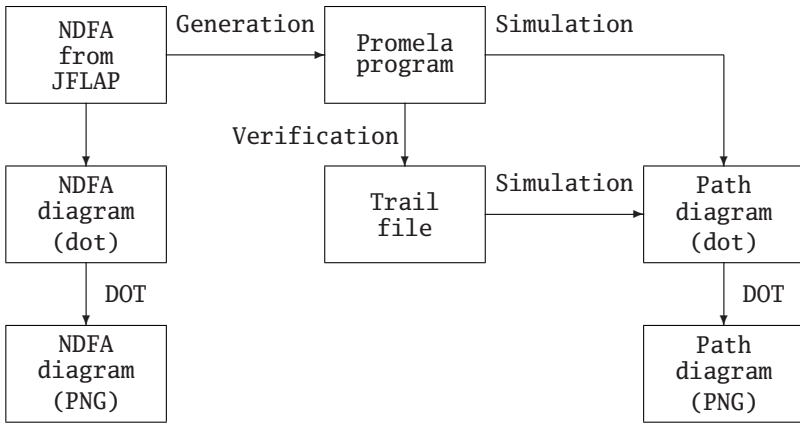 NDFA
from
JFLAP
Generation
Promela
program
Simulation
Verification
NDFA
diagram
(dot)
Trail
file
Simulation
Path
diagram
(dot)
DOT
DOT
NDFA
diagram
(PNG)
Path
diagram
(PNG)